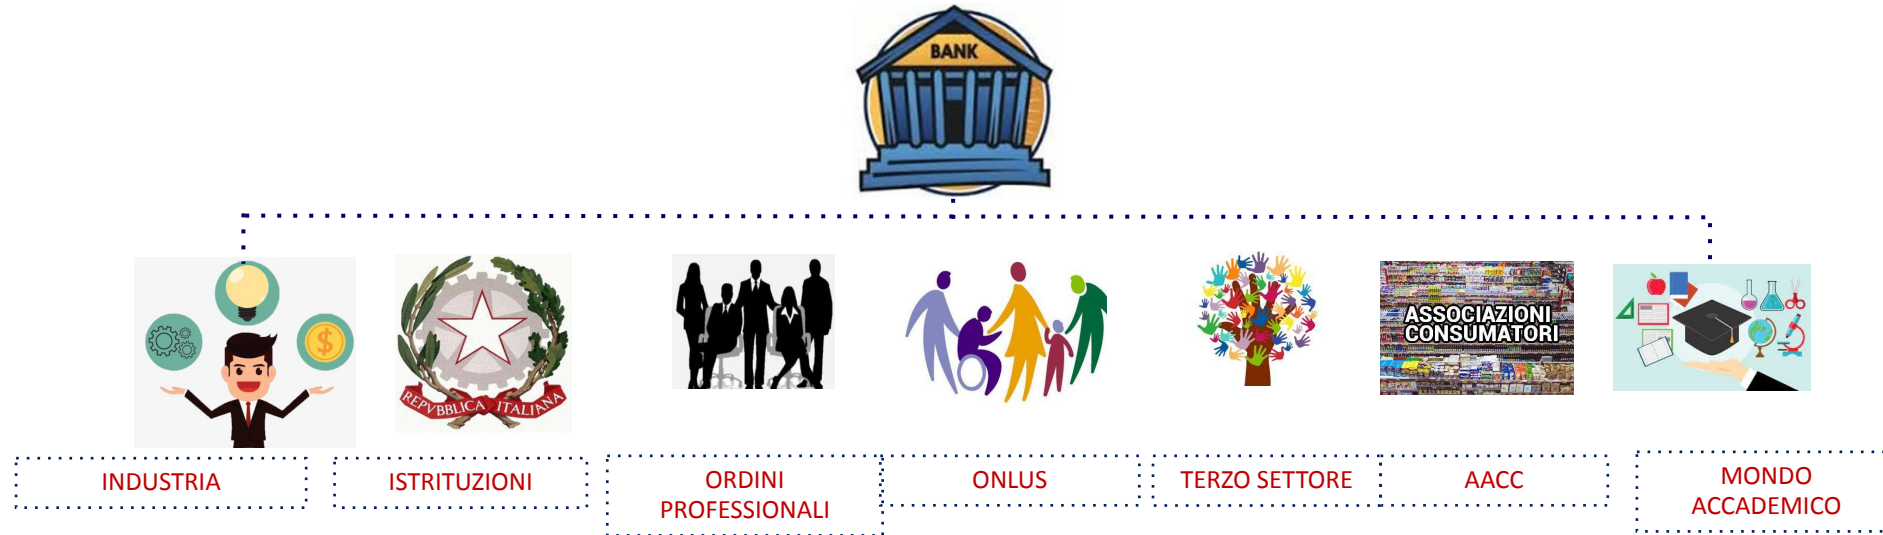 BANK
REPVBBLICA ITALIANA
ASSOCIAZIONI
CONSUMATORI
INDUSTRIA
ISTRITUZIONI
ORDINI
PROFESSIONALI
ONLUS
TERZO SETTORE
AACC
MONDO
ACCADEMICO